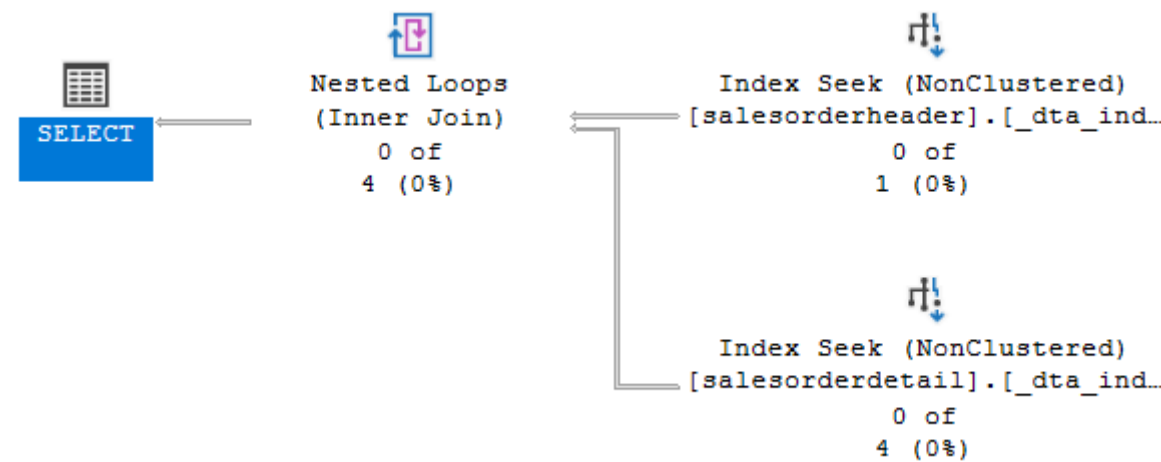 SELECT
Nested Loops
(Inner Join)
0 of
4 (0%)
Index Seek (NonClustered)
[salesorderheader].[_dta_ind…
0 of
1 (0%)
Index Seek (NonClustered)
[salesorderdetail].[_dta_ind…
0 of
4 (0%)